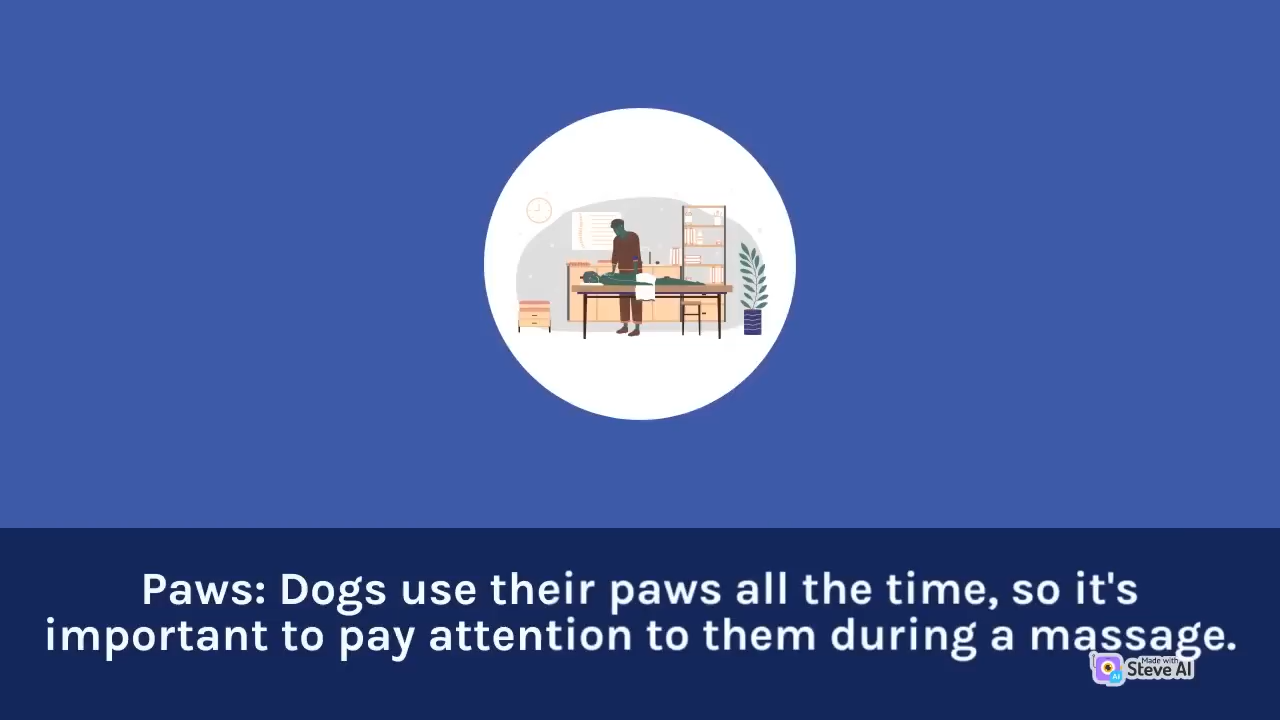 Paws: Dogs use their paws all the time, so it's
important to pay attention to them during a massage.
Made with
Steve AI